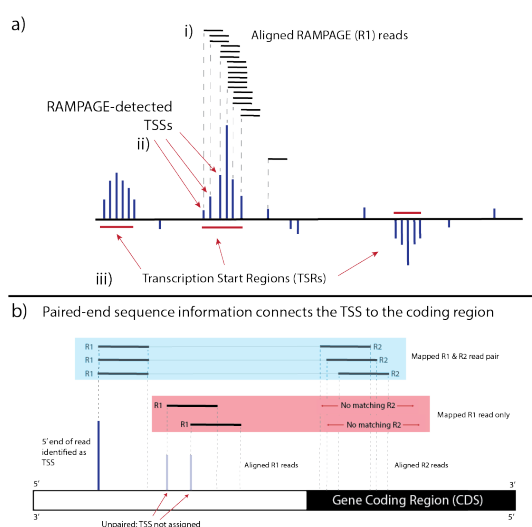 a)
i)
Aligned RAMPAGE (R1) reads
RAMPAGE-detected
TSSs
ii)
iii)
Transcription Start Regions (TSRs)
b)
Paired-end sequence information connects the TSS to the coding region
R1
R2
R1
R2
Mapped R1 & R2 read pair
R1
R2
R1
No matching R2
Mapped R1 read only
R1
No matching R2
5' end of read
identified as
TSS
Aligned R1 reads
Aligned R2 reads
5'
3'
Gene Coding Region (CDS)
3'
5'
Unpaired: TSS not assigned